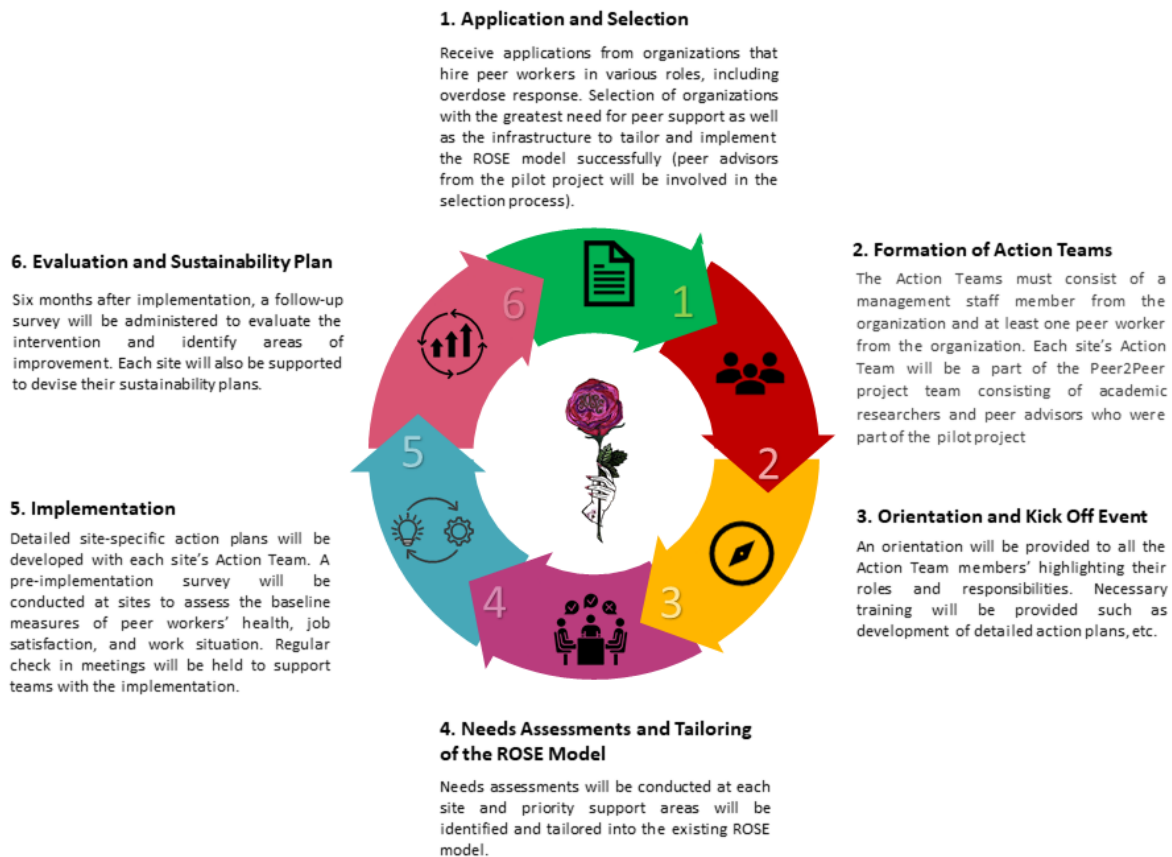 1. Application and Selection
Receive applications from organizations that
hire peer workers in various roles, including
overdose response. Selection of organizations
with the greatest need for peer support as well
as the infrastructure to tailor and implement
the ROSE model successfully (peer advisors
from the pilot project will be involved in the
selection process).
2. Formation of Action Teams
The Action Teams must consist of a
management staff member from the
organization and at least one peer worker
from the organization. Each site's Action
Team will be a part of the Peer2Peer
project team consisting of academic
researchers and peer advisors who were
part of the pilot project
3. Orientation and Kick Off Event
An orientation will be provided to all the
Action Team members' highlighting their
roles and responsibilities. Necessary
training will be provided such as
development of detailed action plans, etc.
4. Needs Assessments and Tailoring
of the ROSE Model
Needs assessments will be conducted at each
site and priority support areas will be
identified and tailored into the existing ROSE
model.
5. Implementation
Detailed site-specific action plans will be
developed with each site's Action Team. A
pre-implementation survey will be
conducted at sites to assess the baseline
measures of peer workers' health, job
satisfaction, and work situation. Regular
check in meetings will be held to support
teams with the implementation.
6. Evaluation and Sustainability Plan
Six months after implementation, a follow-up
survey will be administered to evaluate the
intervention and identify areas of
improvement. Each site will also be supported
to devise their sustainability plans.
1
2
3
4
5
6